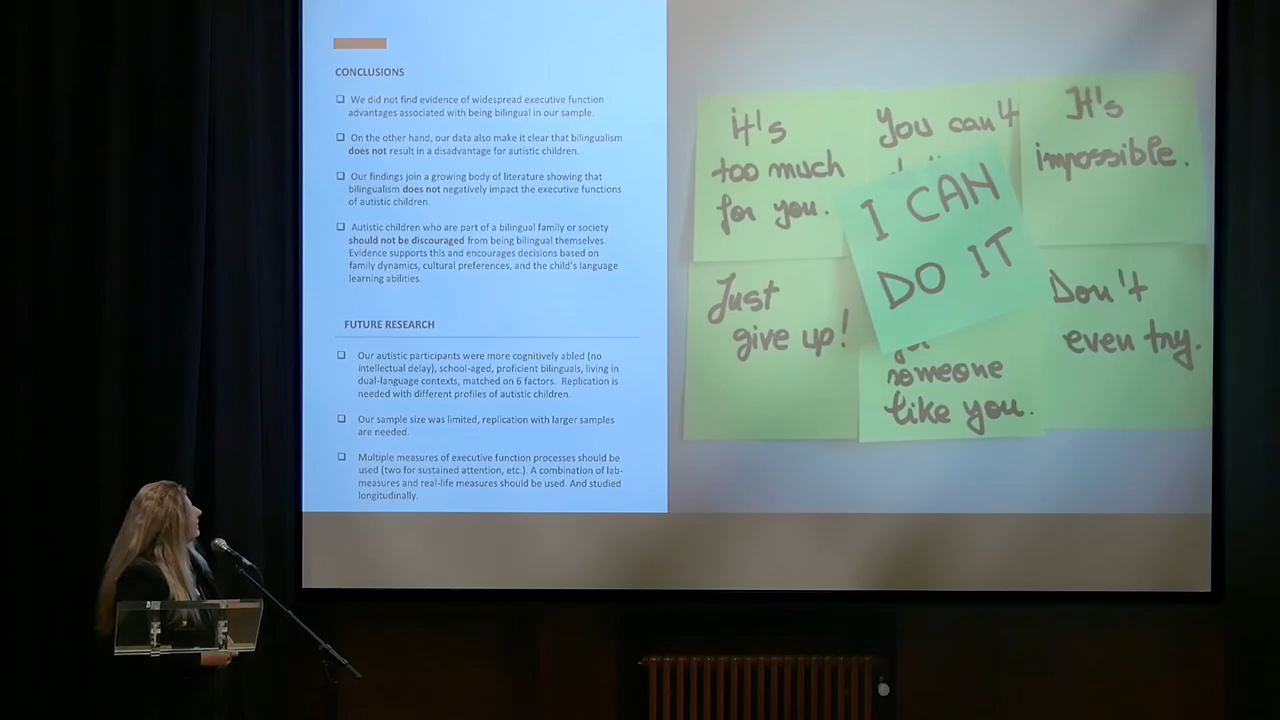 CONCLUSIONS
❑ We did not find evidence of widespread executive function
advantages associated with being bilingual in our sample.
❑ On the other hand, our data also make it clear that bilingualism
does not result in a disadvantage for autistic children.
❑ Our findings join a growing body of literature showing that
bilingualism does not negatively impact the executive functions
of autistic children.
❑ Autistic children who are part of a bilingual family or society
should not be discouraged from being bilingual themselves.
Evidence supports this and encourages decisions based on
family dynamics, cultural preferences, and the child's language
learning abilities.
FUTURE RESEARCH
❑ Our autistic participants were more cognitively abled (no
intellectual delay), school-aged, proficient bilinguals, living in
dual-language contexts, matched on 6 factors. Replication is
needed with different profiles of autistic children.
❑ Our sample size was limited, replication with larger samples
are needed.
❑ Multiple measures of executive function processes should be
used (two for sustained attention, etc.). A combination of lab-
measures and real-life measures should be used. And studied
longitudinally.
It's
too much
for you.
You can't
It's
impossible.
I CAN
DO IT
Just
give up!
someone
like you.
Don't
even try.